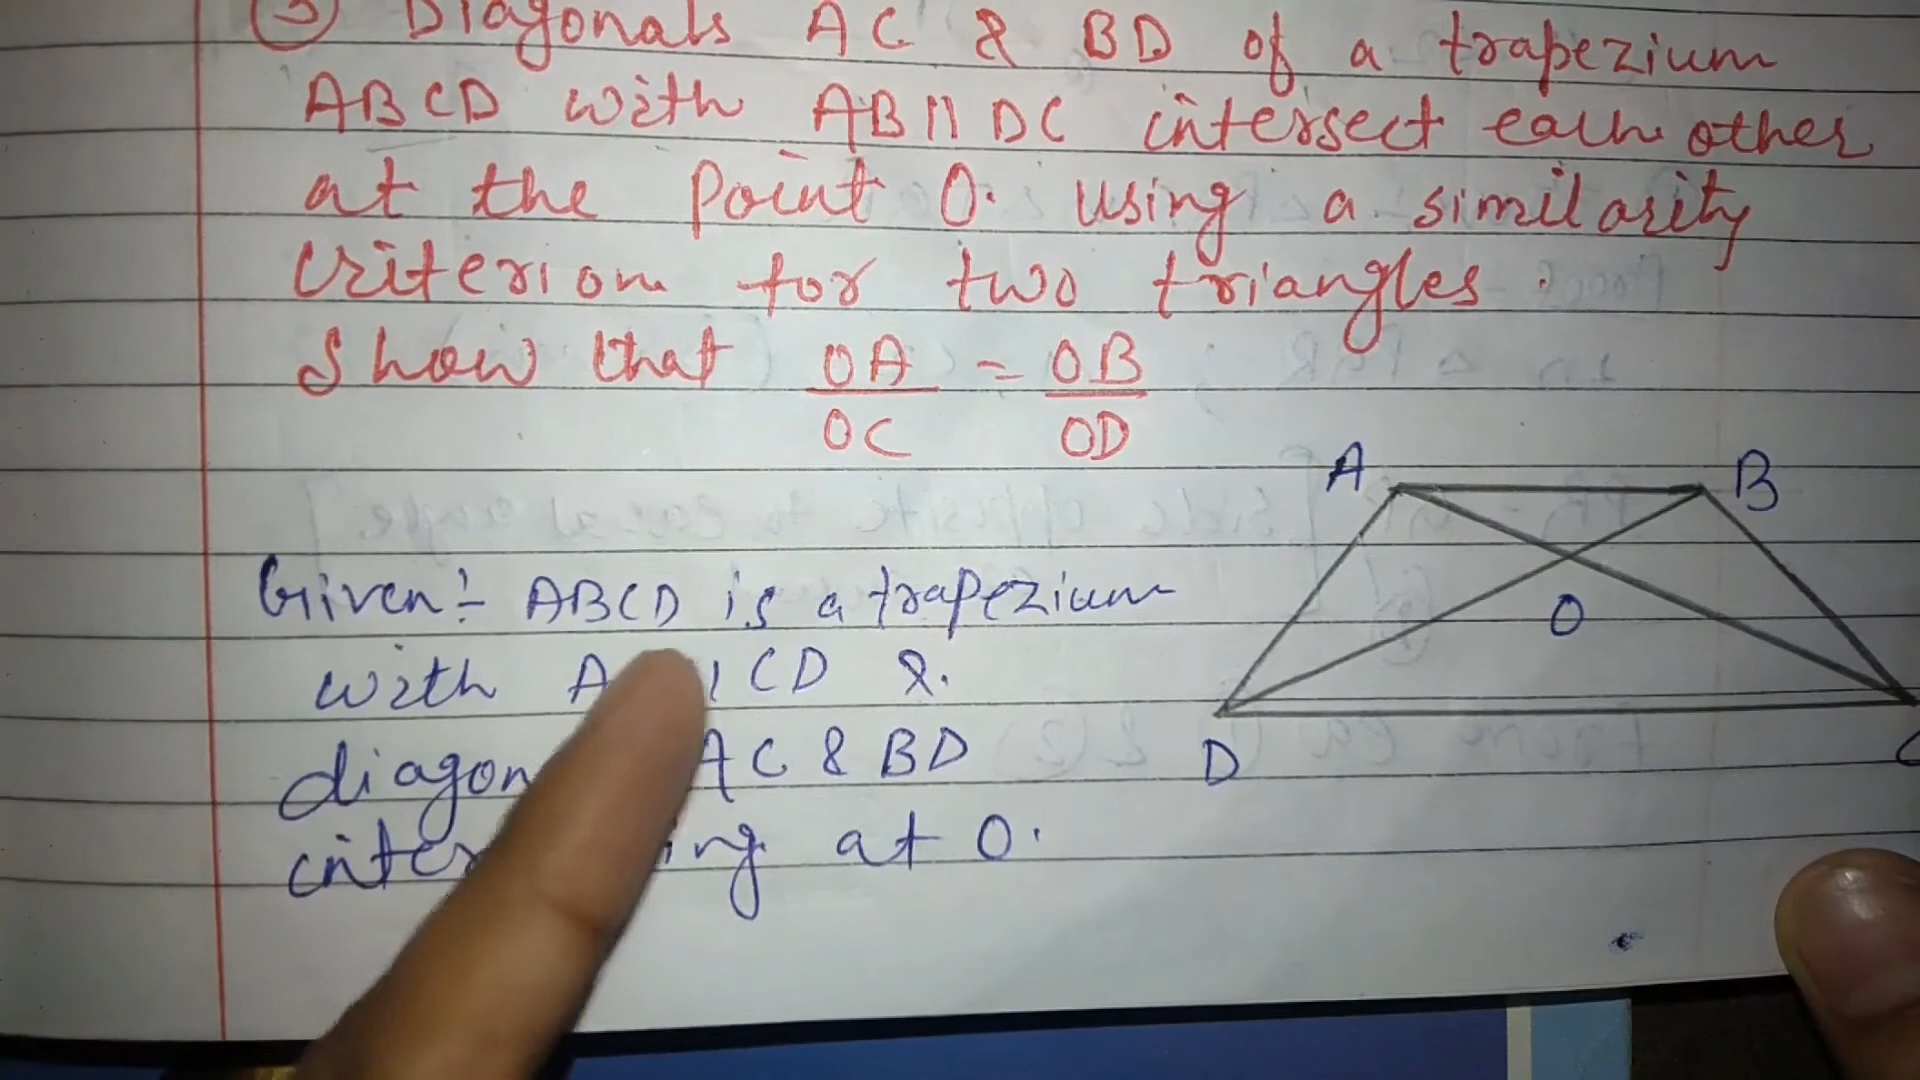 3 Diagonals AC & BD of a trapezium
ABCD with AB || DC intersect each other
at the Point O. Using a similarity
criterion for two triangles.
Show that OA = OB
OC OD
A B
Given:- ABCD is a trapezium
O
with A CD &.
AC & BD
D C
at O.